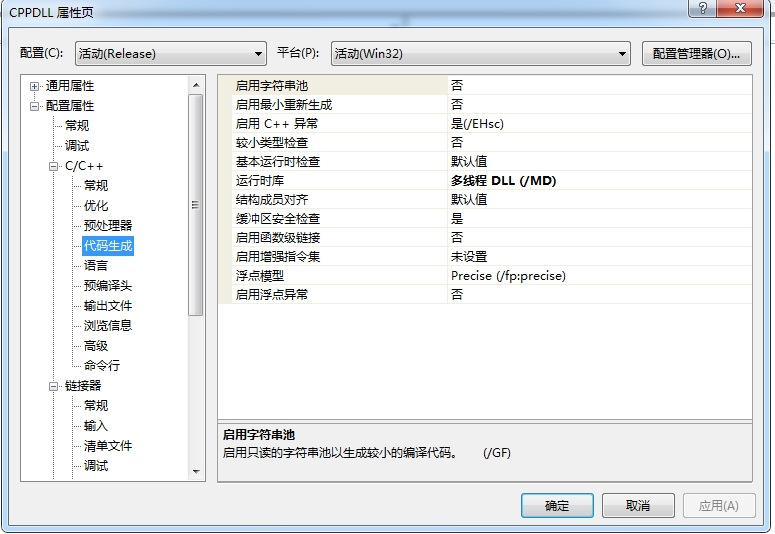 CPPDLL 属性页
配置(C): 活动(Release) 平台(P): 活动(Win32) 配置管理器(O)...
通用属性
配置属性
常规
调试
C/C++
常规
优化
预处理器
代码生成
语言
预编译头
输出文件
浏览信息
高级
命令行
链接器
常规
输入
清单文件
调试
启用字符串池 否
启用最小重新生成 否
启用 C++ 异常 是(/EHsc)
较小类型检查 否
基本运行时检查 默认值
运行时库 多线程 DLL (/MD)
结构成员对齐 默认值
缓冲区安全检查 是
启用函数级链接 否
启用增强指令集 未设置
浮点模型 Precise (/fp:precise)
启用浮点异常 否
启用字符串池
启用只读的字符串池以生成较小的编译代码。 (/GF)
确定 取消 应用(A)